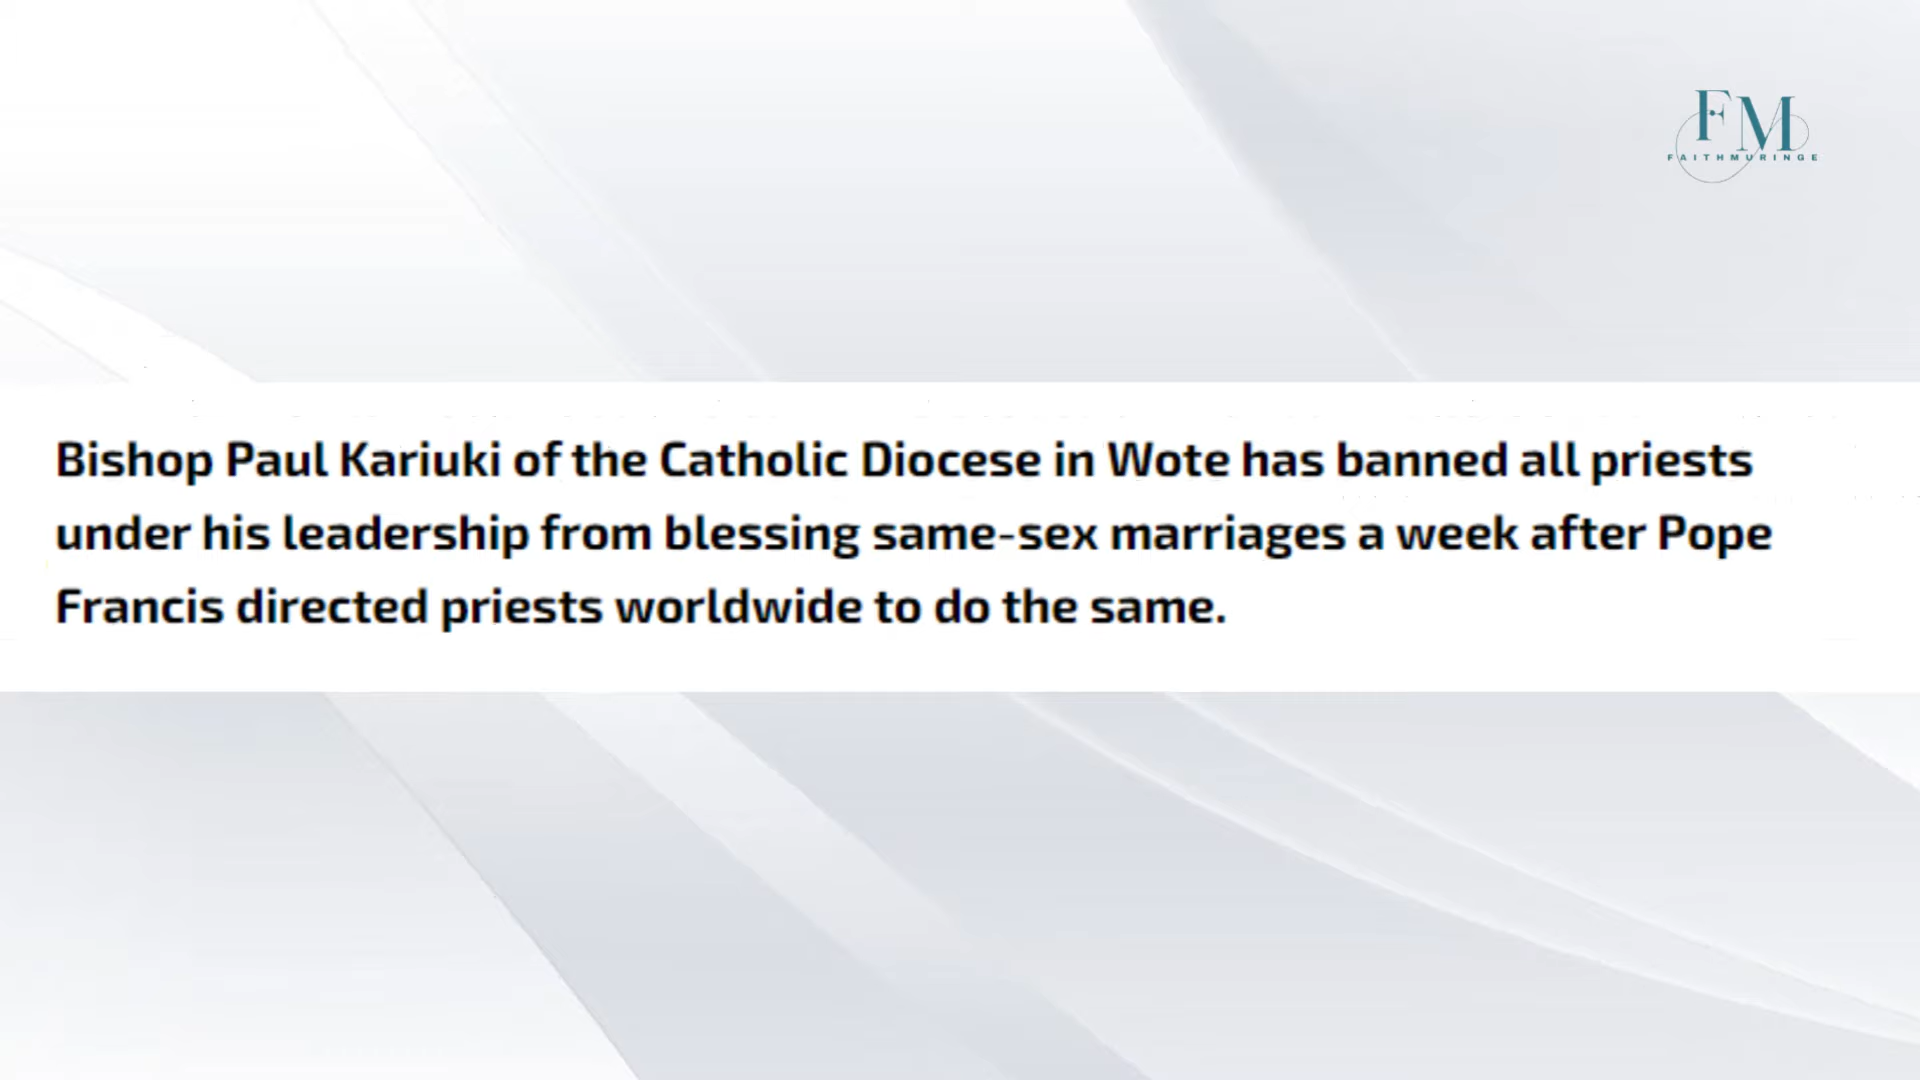 FM
FAITHMURINGE
Bishop Paul Kariuki of the Catholic Diocese in Wote has banned all priests
under his leadership from blessing same-sex marriages a week after Pope
Francis directed priests worldwide to do the same.